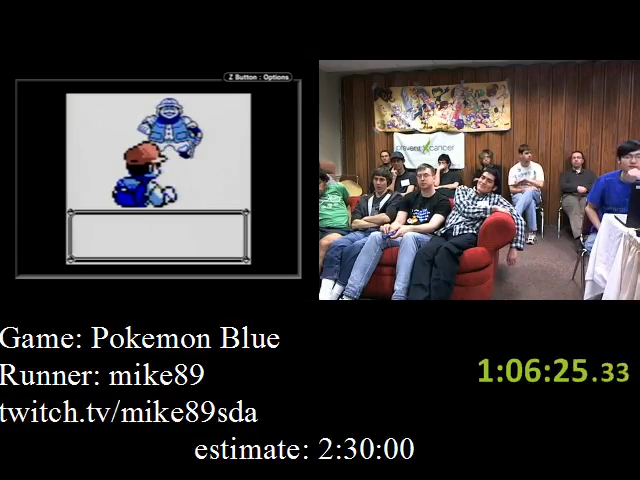 Z Button : Options
prevent cancer
Game: Pokemon Blue
Runner: mike89
twitch.tv/mike89sda
estimate: 2:30:00
1:06:25.33